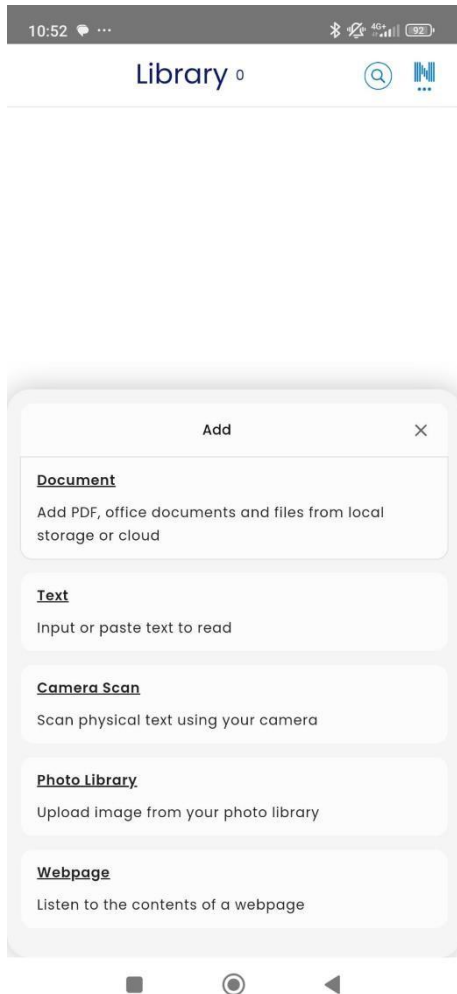 10:52
4G+
92
Library 0
N
Add
Document
Add PDF, office documents and files from local
storage or cloud
Text
Input or paste text to read
Camera Scan
Scan physical text using your camera
Photo Library
Upload image from your photo library
Webpage
Listen to the contents of a webpage